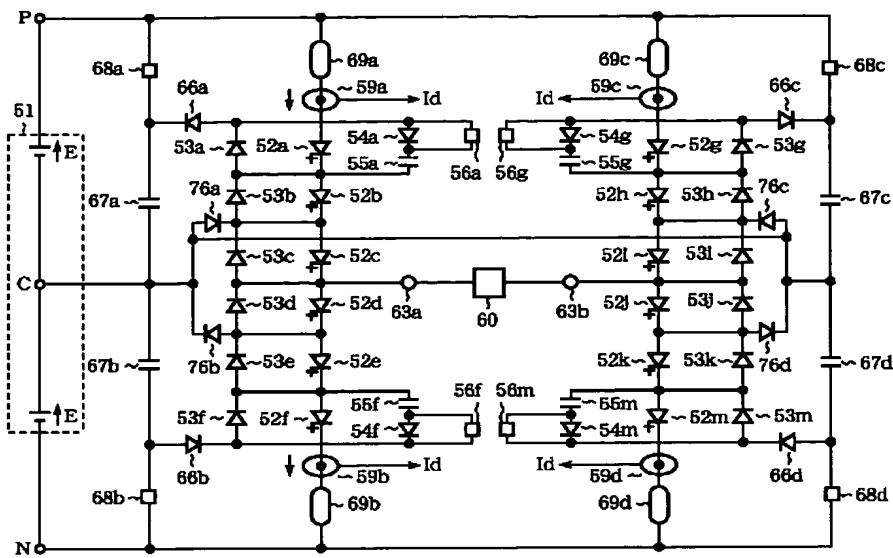 P
68a
69a
69c
68c
66a
59a
Id
Id
59c
66c
51
E
53a
52a
54a
55a
56a
56g
54g
55g
52g
53g
67a
76a
53b
52b
52h
53h
76c
67c
53c
52c
52i
53i
C
63a
60
63b
53d
52d
52j
53j
67b
76b
53e
52e
52k
53k
76d
67d
E
53f
52f
55f
54f
56f
56m
55m
54m
52m
53m
66b
59b
Id
Id
59d
66d
68b
69b
69d
68d
N